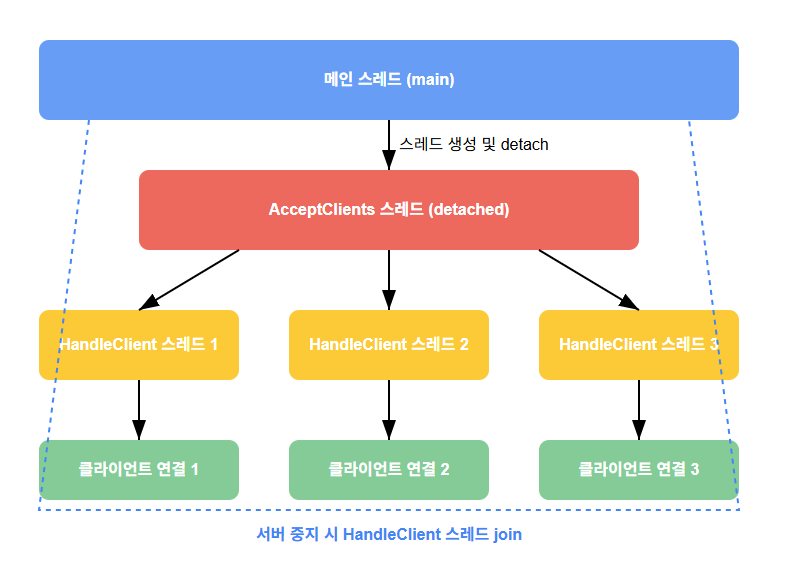 메인 스레드 (main)
스레드 생성 및 detach
AcceptClients 스레드 (detached)
HandleClient 스레드 1
HandleClient 스레드 2
HandleClient 스레드 3
클라이언트 연결 1
클라이언트 연결 2
클라이언트 연결 3
서버 중지 시 HandleClient 스레드 join